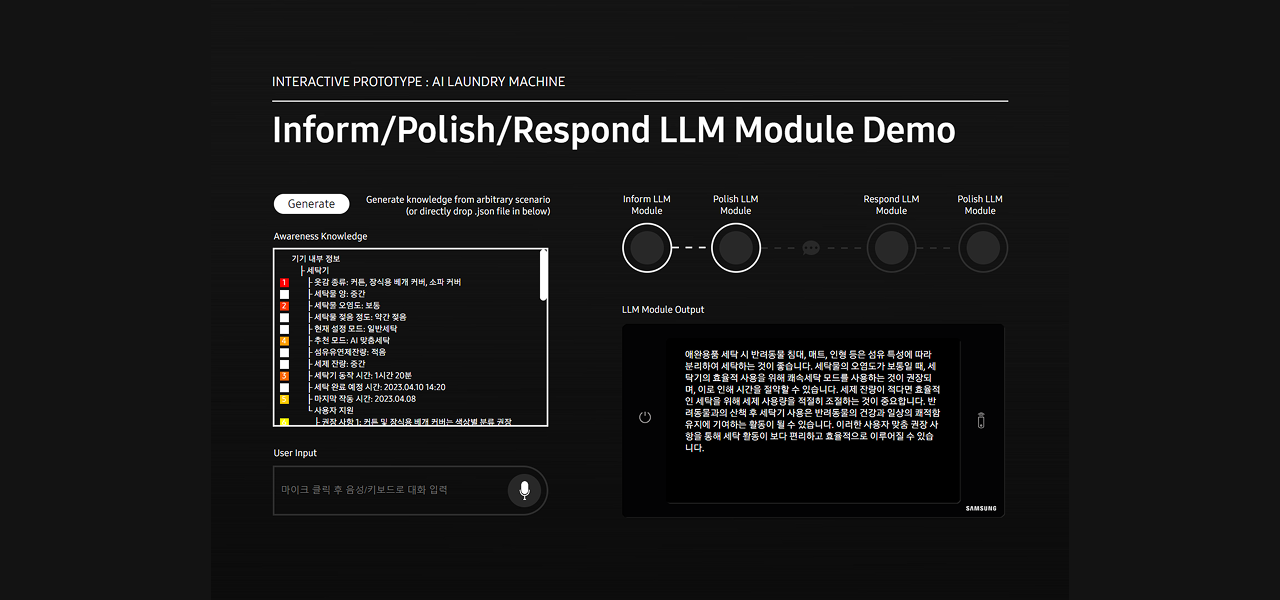 INTERACTIVE PROTOTYPE : AI LAUNDRY MACHINE
Inform/Polish/Respond LLM Module Demo
Generate
Generate knowledge from arbitrary scenario
(or directly drop .json file in below)
Awareness Knowledge
기기 내부 정보
세탁기
1 옷감 종류: 커튼, 장식용 베개 커버, 소파 커버
세탁물 양: 중간
2 세탁물 오염도: 보통
세탁물 젖음 정도: 약간 젖음
현재 설정 모드: 일반세탁
4 추천 모드: AI 맞춤세탁
섬유유연제잔량: 적음
세제 잔량: 중간
3 세탁기 동작 시간: 1시간 20분
세탁 완료 예정 시간: 2023.04.10 14:20
5 마지막 작동 시간: 2023.04.08
사용자 지원
권장 사항 1: 커튼 및 장식용 베개 커버는 색상별 분류 권장
User Input
마이크 클릭 후 음성/키보드로 대화 입력
Inform LLM
Module
Polish LLM
Module
Respond LLM
Module
Polish LLM
Module
LLM Module Output
애완용품 세탁 시 반려동물 침대, 매트, 인형 등은 섬유 특성에 따라
분리하여 세탁하는 것이 좋습니다. 세탁물의 오염도가 보통일 때, 세
탁기의 효율적 사용을 위해 쾌속세탁 모드를 사용하는 것이 권장되
며, 이로 인해 시간을 절약할 수 있습니다. 세제 잔량이 적다면 효율적
인 세탁을 위해 세제 사용량을 적절히 조절하는 것이 중요합니다. 반
려동물과의 산책 후 세탁기 사용은 반려동물의 건강과 일상의 쾌적함
유지에 기여하는 활동이 될 수 있습니다. 이러한 사용자 맞춤 권장 사
항을 통해 세탁 활동이 보다 편리하고 효율적으로 이루어질 수 있습
니다.
SAMSUNG